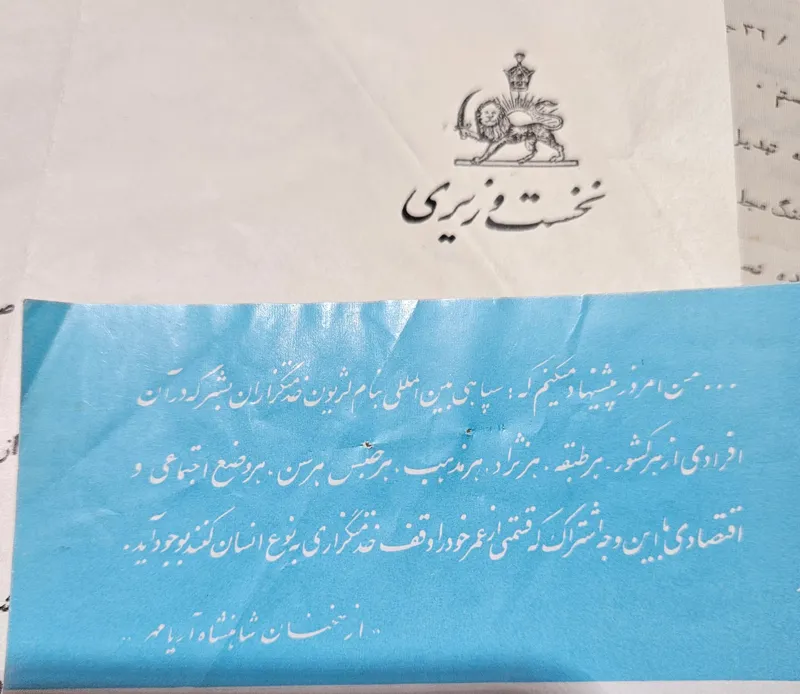 نخست وزیری
... من امروز پیشنهاد میکنم که : سپاهی بین المللی بنام لژیون خدمتگزاران بشر که در آن
افرادی از هر کشور . هر طبقه . هر نژاد . هر مذهب . هر جنس . هر سن . هر وضع اجتماعی و
اقتصادی با این وجه اشتراک که قسمتی از عمر خود را وقف خدمتگزاری به نوع انسان کنند بوجود آید .
.. از سخنان شاهنشاه آریامهر ..
/ ٣٦
تبدیل
از